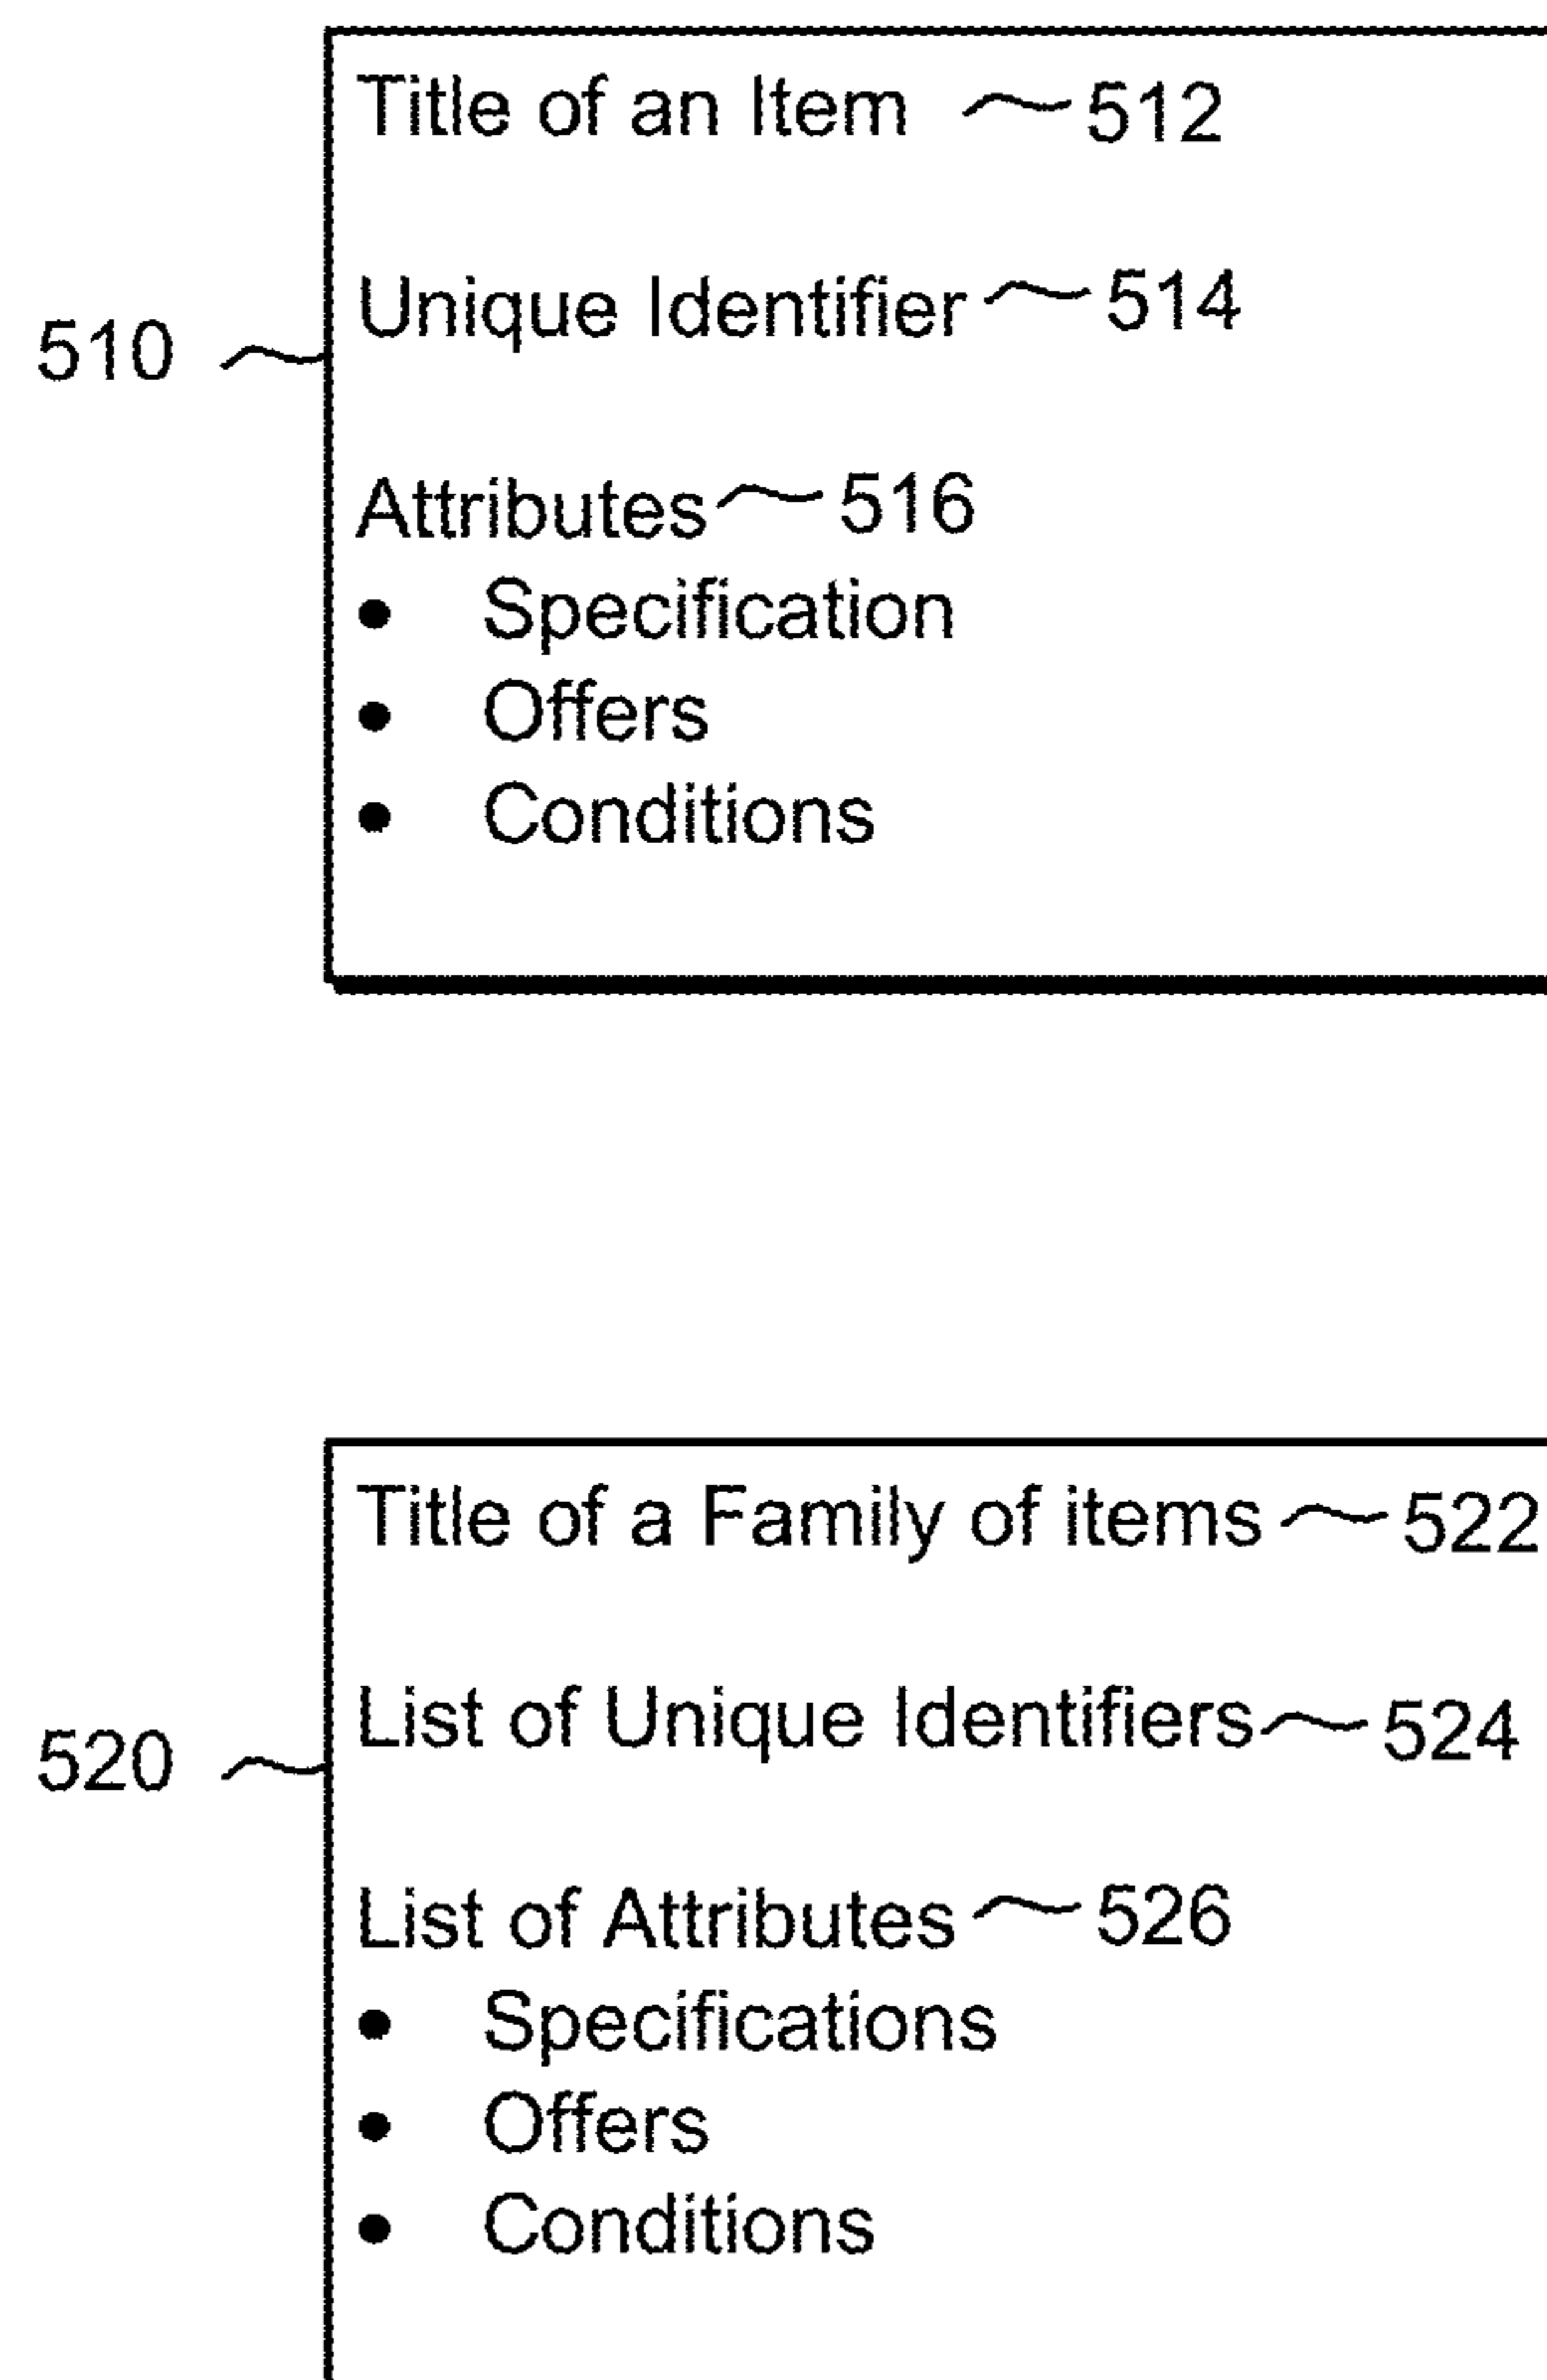 Title of an Item 512
Unique Identifier 514
510
Attributes 516
• Specification
• Offers
• Conditions
Title of a Family of items 522
List of Unique Identifiers 524
520
List of Attributes 526
• Specifications
• Offers
• Conditions